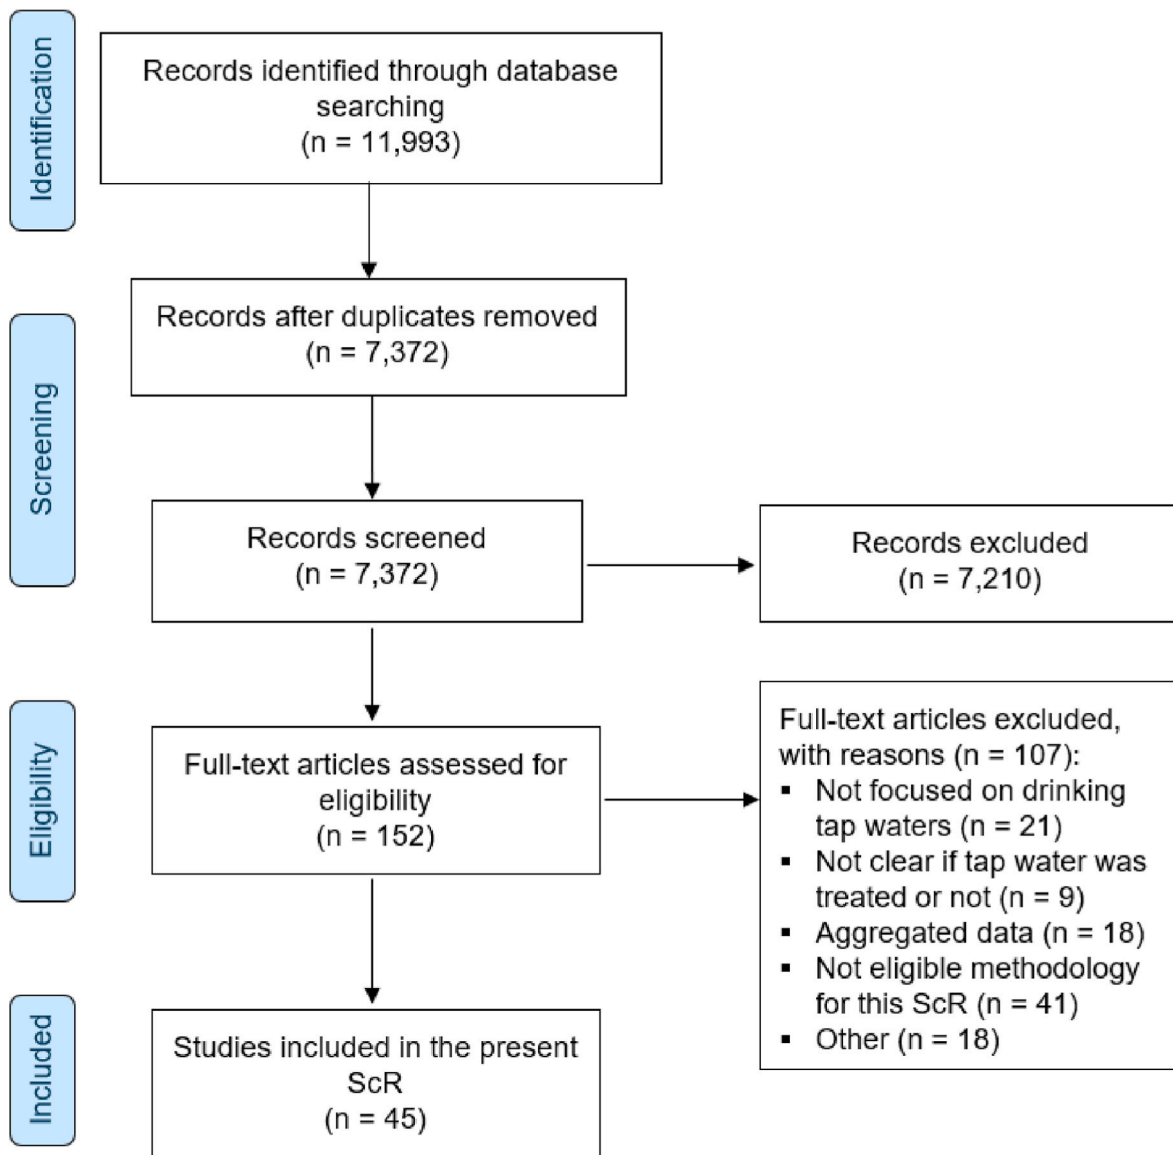 Identification
Records identified through database
searching
(n = 11,993)
Screening
Records after duplicates removed
(n = 7,372)
Records screened
(n = 7,372)
Records excluded
(n = 7,210)
Eligibility
Full-text articles assessed for
eligibility
(n = 152)
Full-text articles excluded,
with reasons (n = 107):
▪ Not focused on drinking
tap waters (n = 21)
▪ Not clear if tap water was
treated or not (n = 9)
▪ Aggregated data (n = 18)
▪ Not eligible methodology
for this ScR (n = 41)
▪ Other (n = 18)
Included
Studies included in the present
ScR
(n = 45)